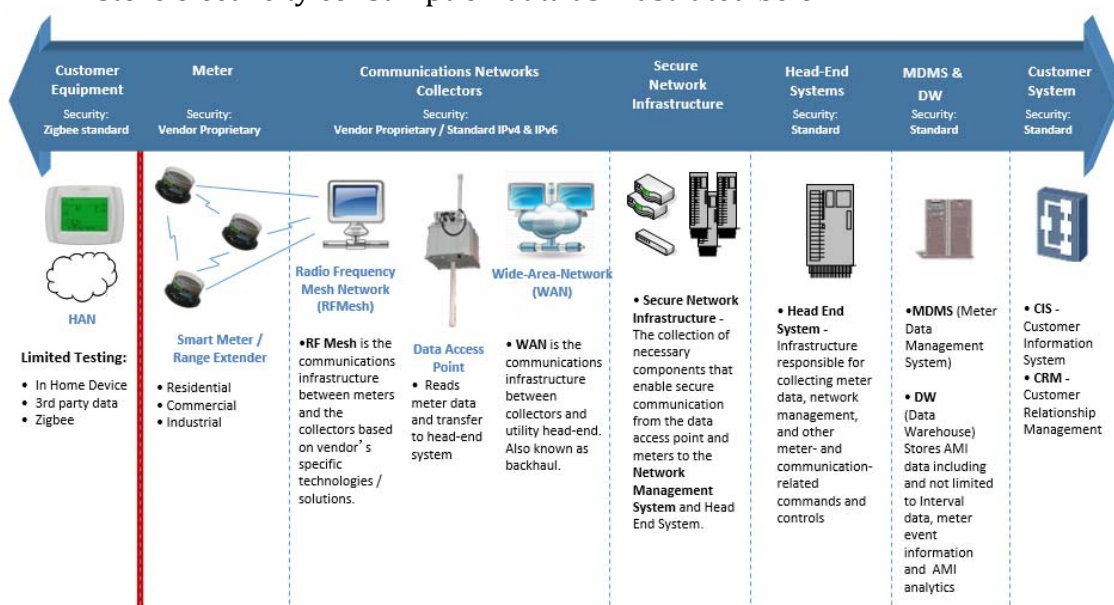 Customer
Equipment
Security:
Zigbee standard
Meter
Security:
Vendor Proprietary
Communications Networks
Collectors
Security:
Vendor Proprietary / Standard IPv4 & IPv6
Secure
Network
Infrastructure
Head-End
Systems
Security:
Standard
MDMS &
DW
Security:
Standard
Customer
System
Security:
Standard
HAN
Limited Testing:
• In Home Device
• 3rd party data
• Zigbee
Smart Meter /
Range Extender
• Residential
• Commercial
• Industrial
Radio Frequency
Mesh Network
(RFMesh)
•RF Mesh is the
communications
infrastructure
between meters
and the
collectors based
on vendor's
specific
technologies /
solutions.
Data Access
Point
• Reads
meter data
and transfer
to head-end
system
Wide-Area-Network
(WAN)
• WAN is the
communications
infrastructure
between
collectors and
utility head-end.
Also known as
backhaul.
• Secure Network
Infrastructure -
The collection of
necessary
components that
enable secure
communication
from the data
access point and
meters to the
Network
Management
System and Head
End System.
• Head End
System -
Infrastructure
responsible for
collecting meter
data, network
management,
and other
meter- and
communication-
related
commands and
controls
•MDMS (Meter
Data
Management
System)
• DW
(Data
Warehouse)
Stores AMI
data including
and not limited
to Interval
data, meter
event
information
and AMI
analytics
• CIS -
Customer
Information
System
• CRM -
Customer
Relationship
Management